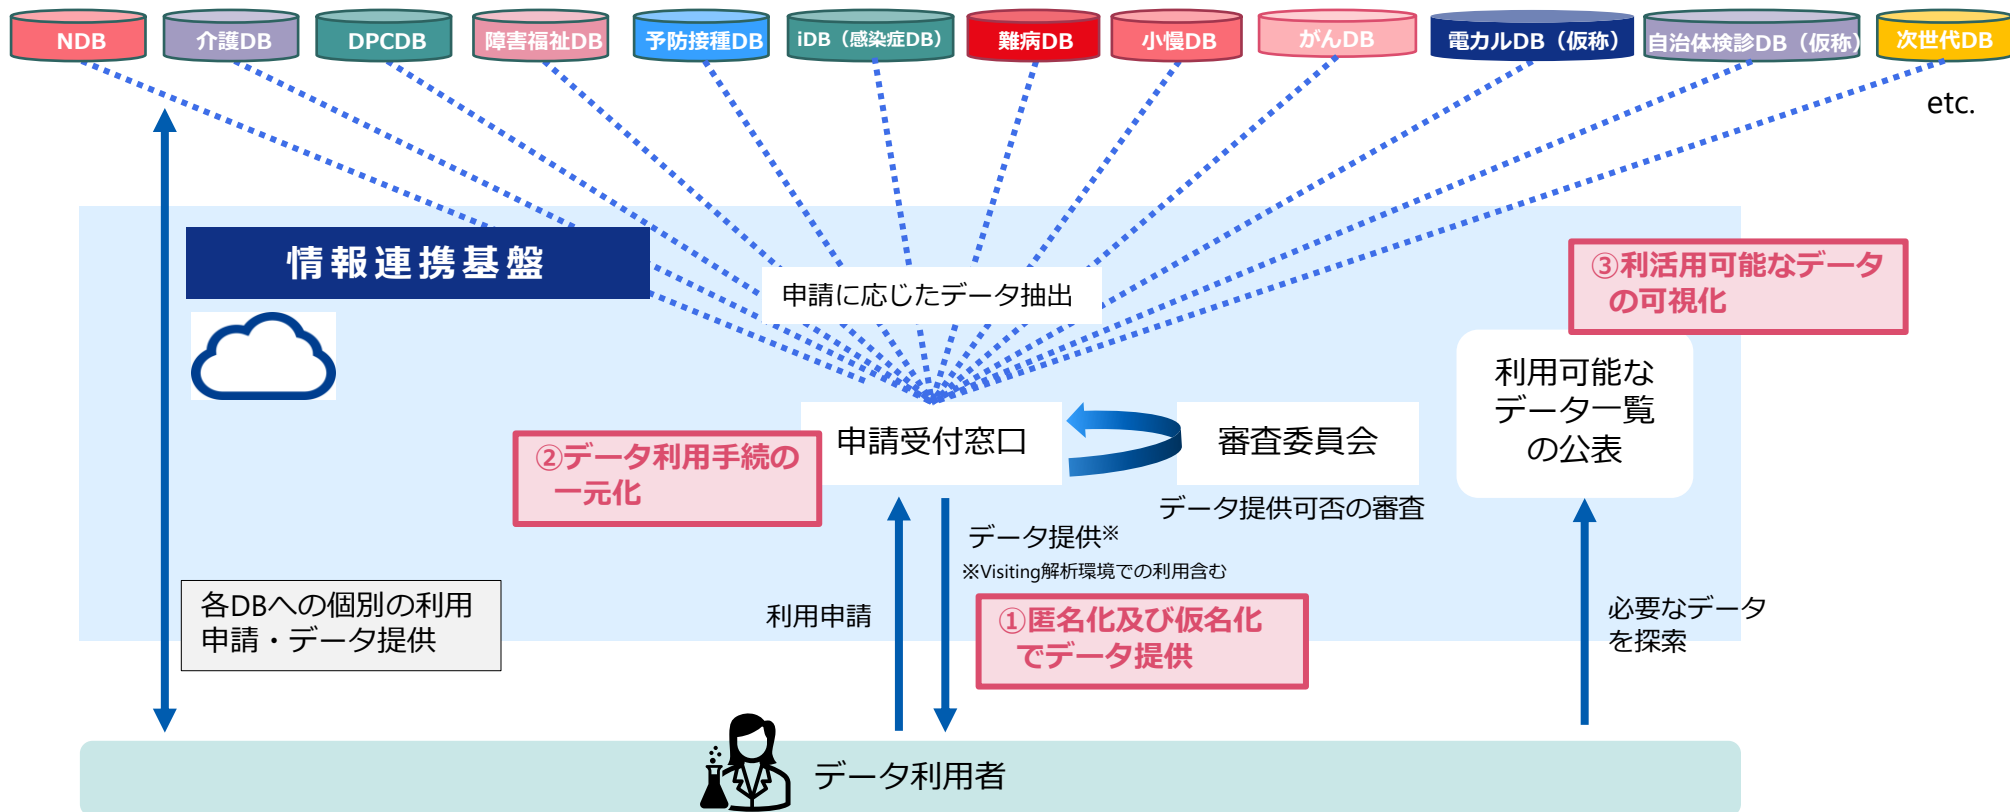 NDB
介護DB
DPCDB
障害福祉DB
予防接種DB
iDB（感染症DB）
難病DB
小慢DB
がんDB
電カルDB（仮称）
自治体検診DB（仮称）
次世代DB
etc.
情報連携基盤
申請に応じたデータ抽出
③利活用可能なデータ
の可視化
利用可能な
データ一覧
の公表
②データ利用手続の
一元化
申請受付窓口
審査委員会
データ提供可否の審査
データ提供※
※Visiting解析環境での利用含む
各DBへの個別の利用
申請・データ提供
利用申請
①匿名化及び仮名化
でデータ提供
必要なデータ
を探索
データ利用者